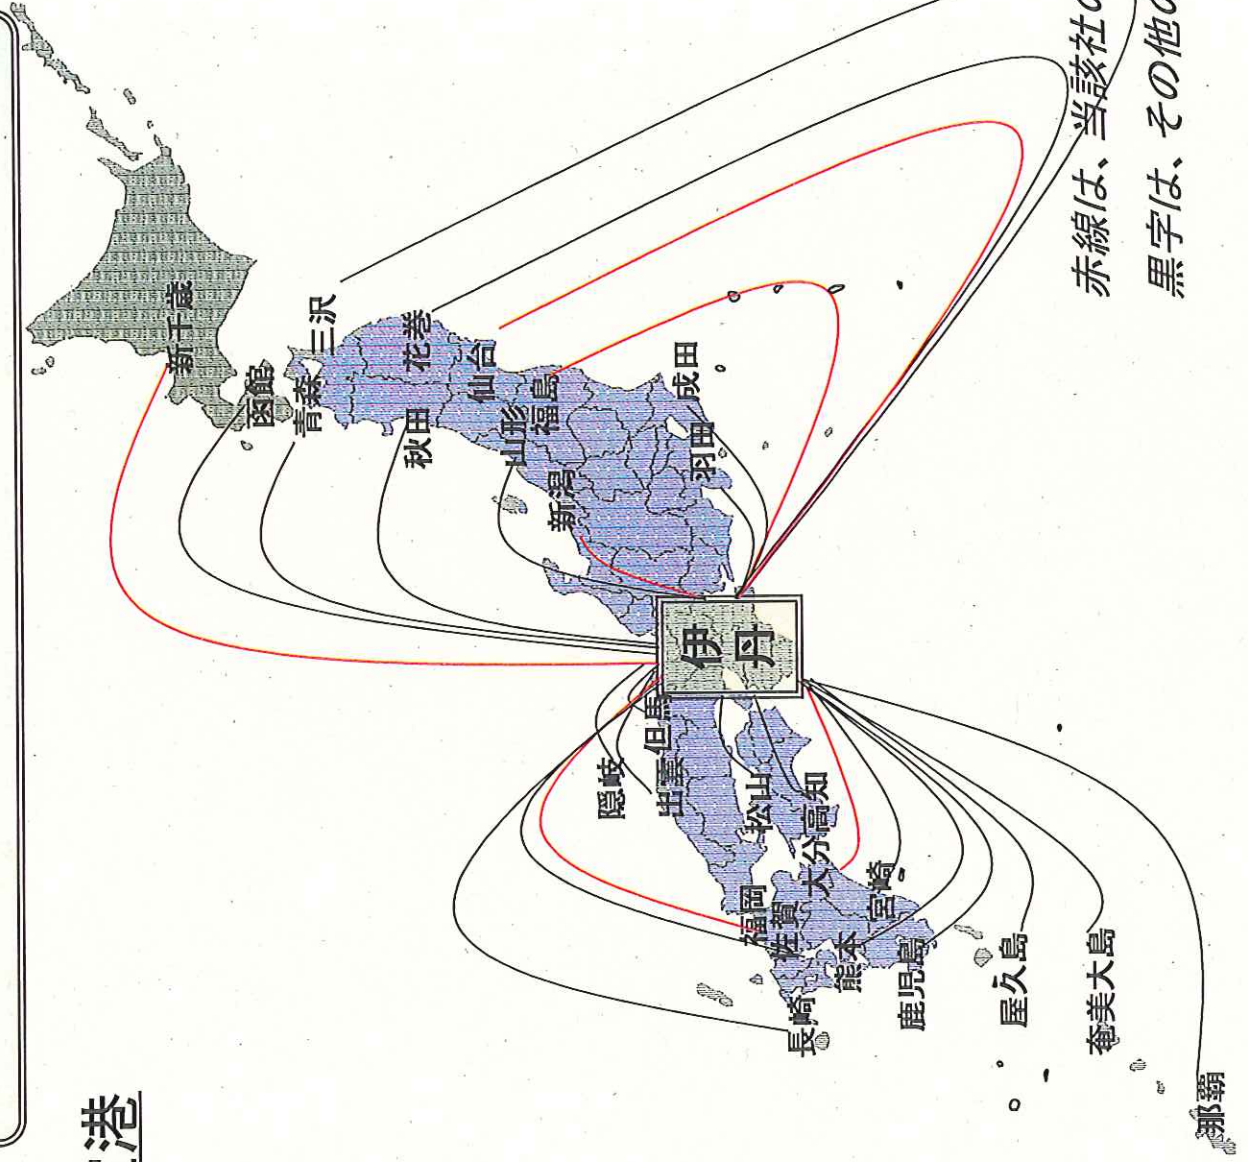 港
新千歳
函館
青森
三沢
秋田
花巻
仙台
山形
福島
新潟
成田
羽田
伊丹
但馬
隠岐
出雲
松山
高知
福岡
佐賀
大分
長崎
熊本
宮崎
鹿児島
屋久島
奄美大島
那覇
赤線は、当該社の
黒字は、その他の